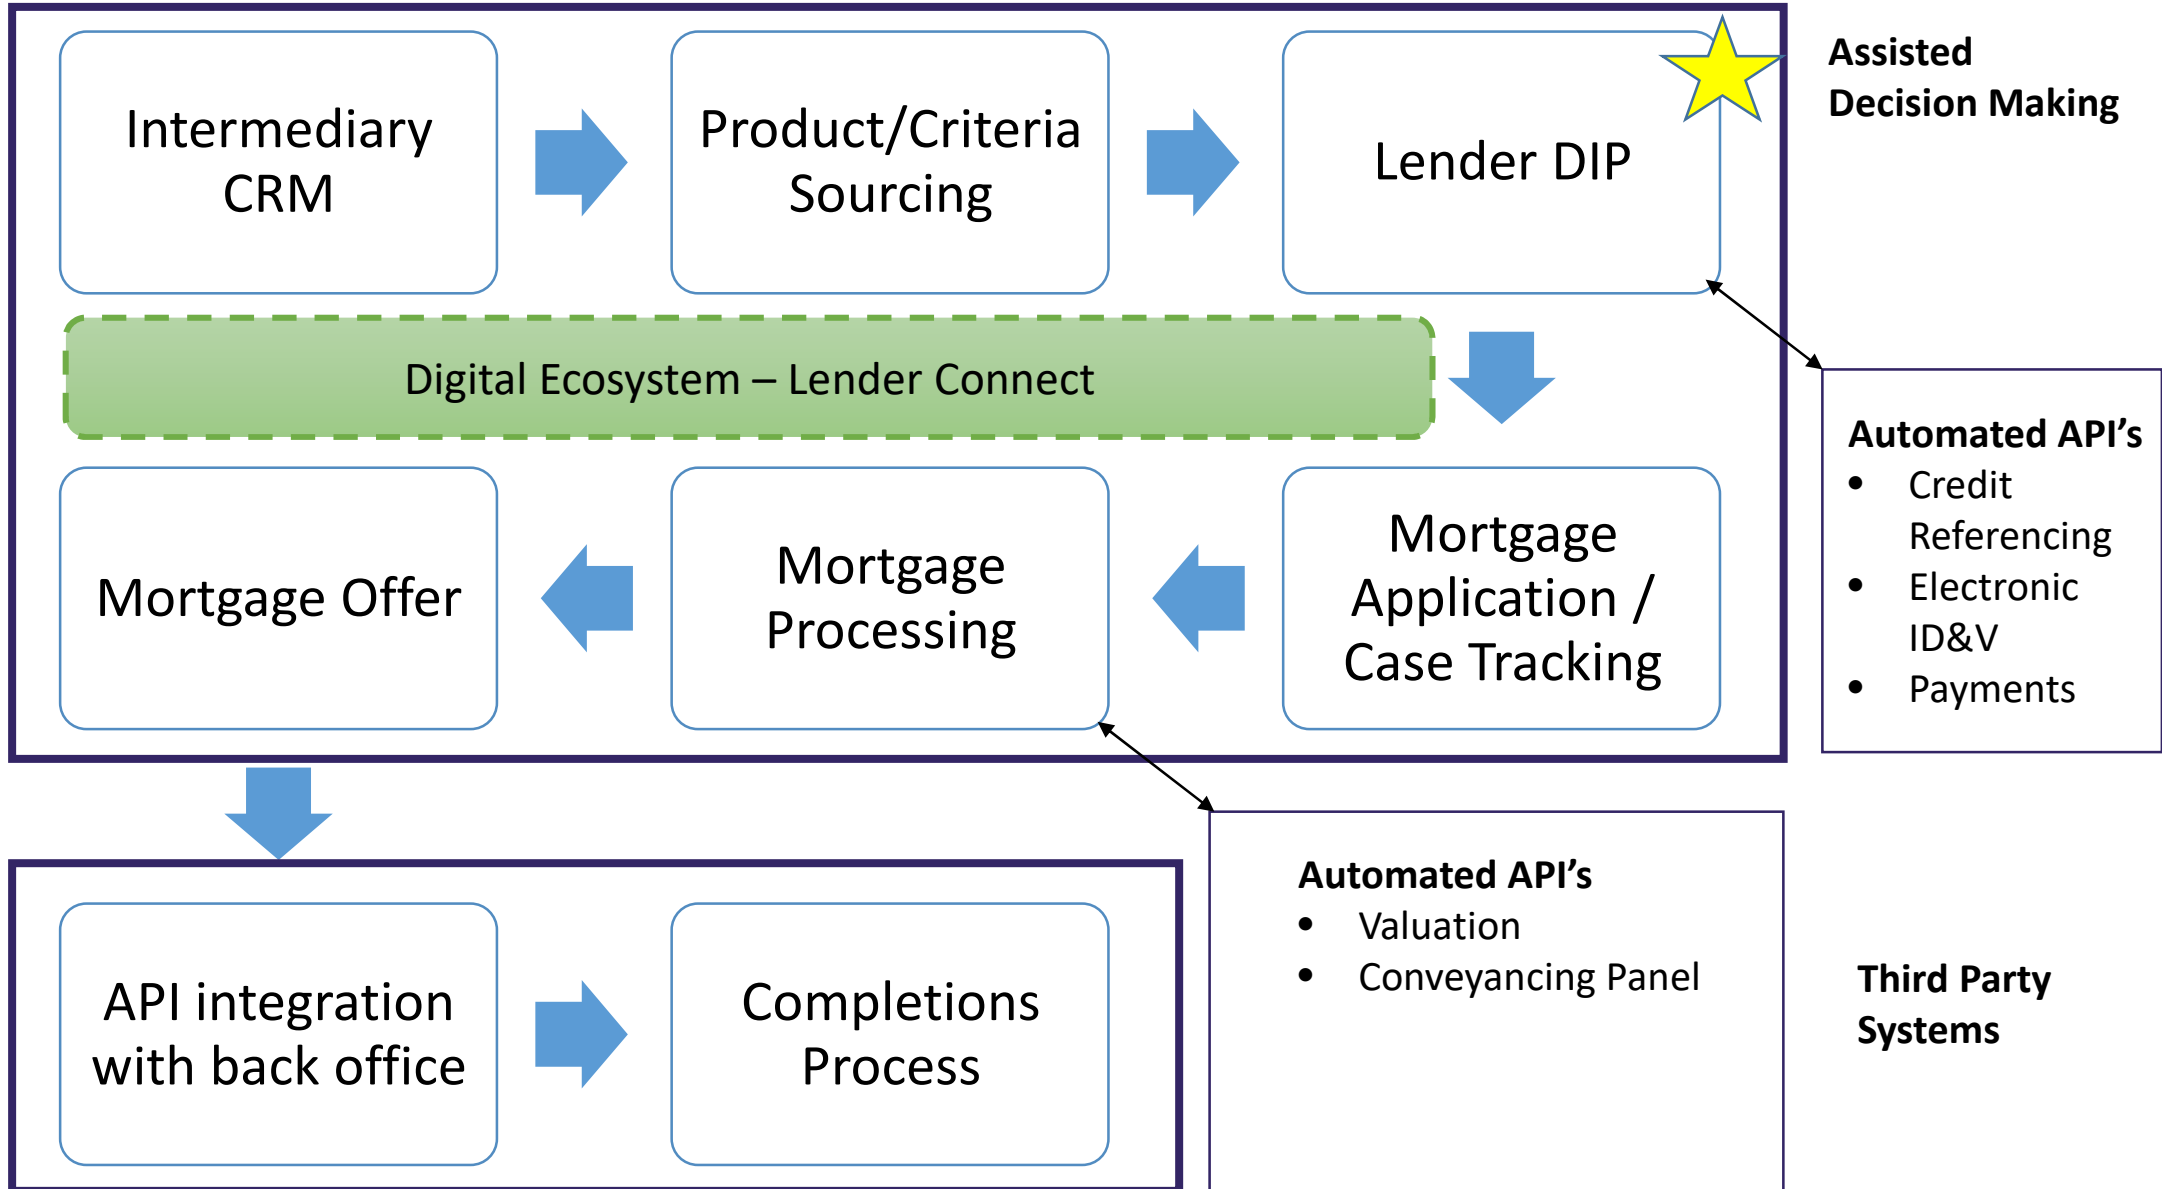 Intermediary
CRM
Product/Criteria
Sourcing
Lender DIP
Assisted
Decision Making
Digital Ecosystem – Lender Connect
Automated API’s
• Credit
Referencing
• Electronic
ID&V
• Payments
Mortgage Offer
Mortgage
Processing
Mortgage
Application /
Case Tracking
API integration
with back office
Completions
Process
Automated API’s
• Valuation
• Conveyancing Panel
Third Party
Systems